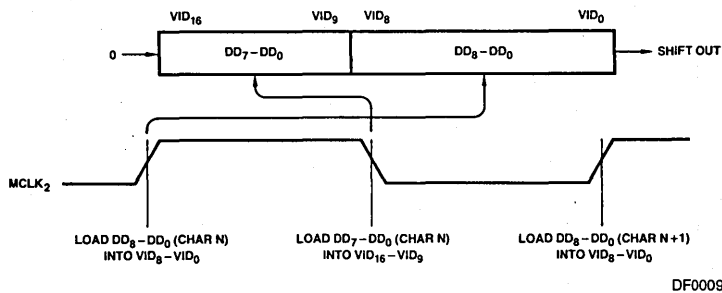 VID16 VID9 VID8 VID0
0 DD7–DD0 DD8–DD0 SHIFT OUT
MCLK2
LOAD DD8–DD0 (CHAR N) LOAD DD7–DD0 (CHAR N) LOAD DD8–DD0 (CHAR N+1)
INTO VID8–VID0 INTO VID16–VID9 INTO VID8–VID0
DF0009